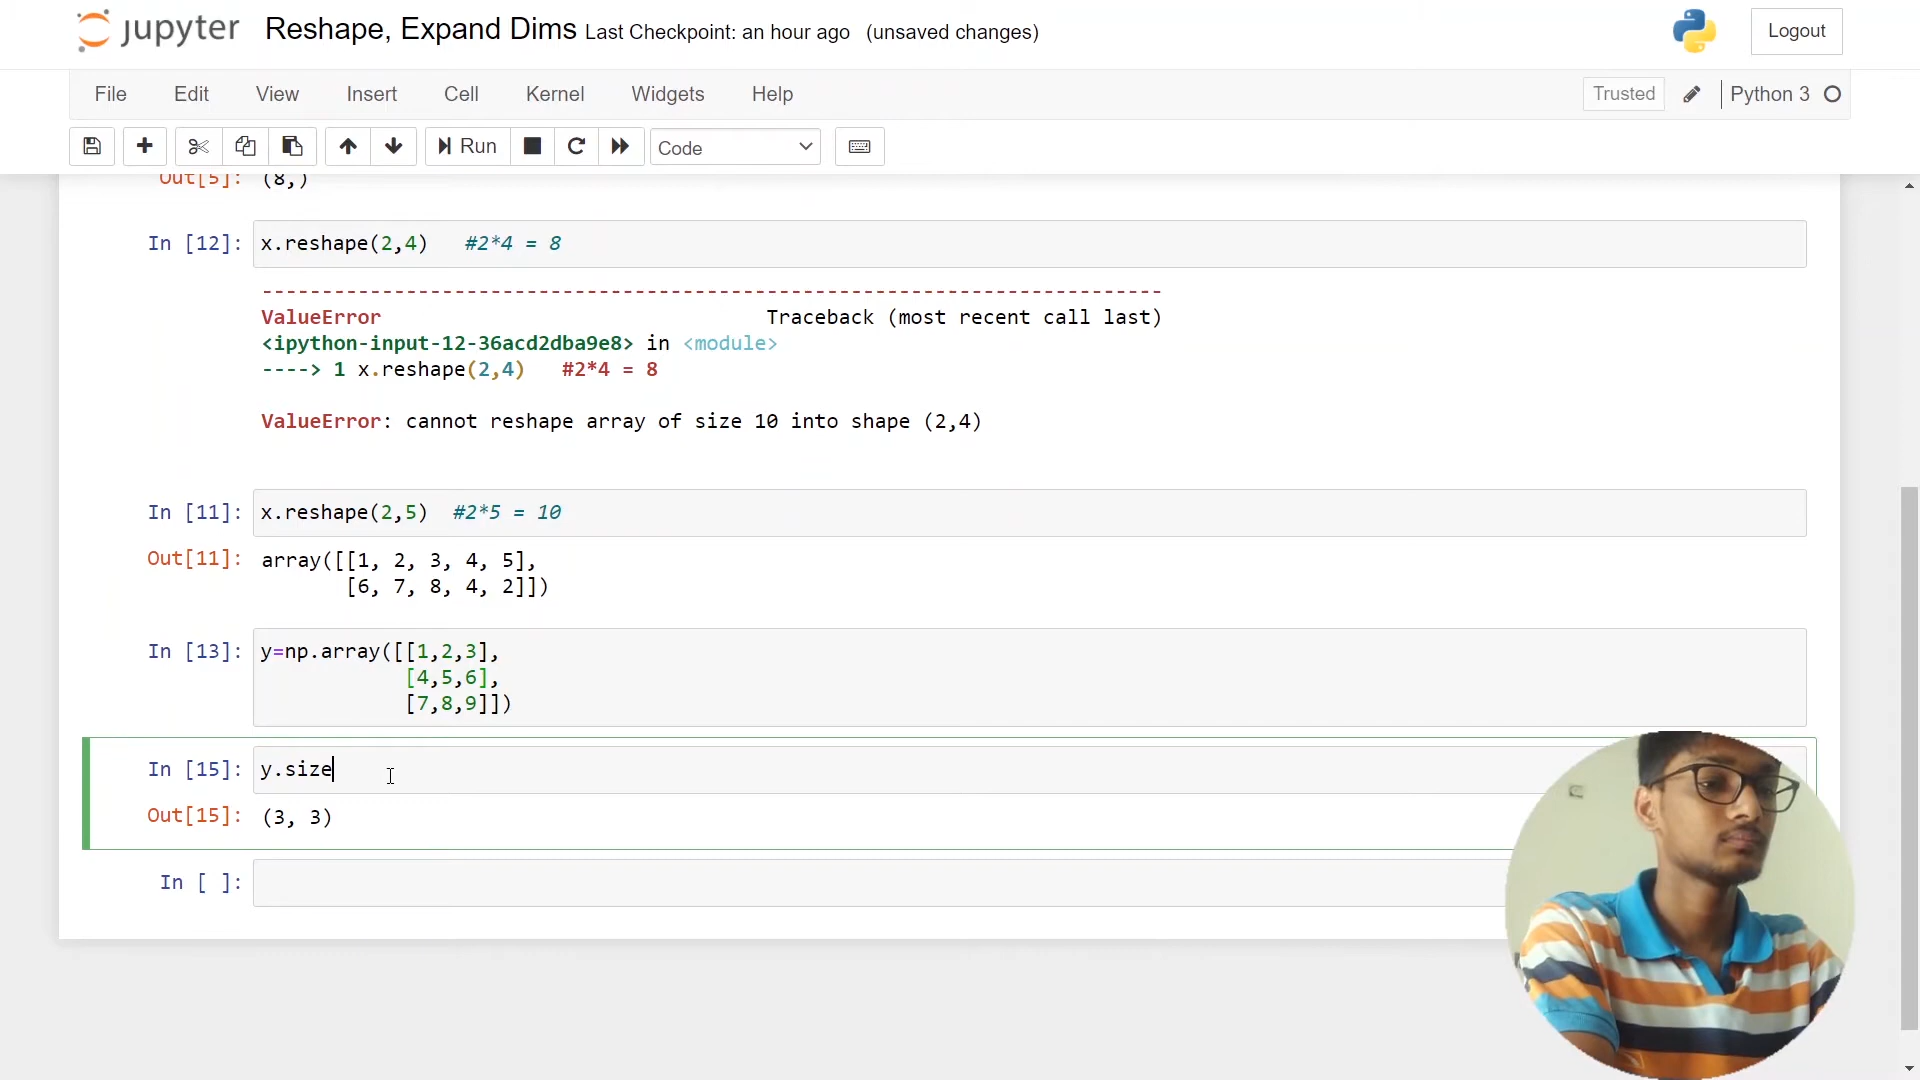 jupyter Reshape, Expand Dims Last Checkpoint: an hour ago (unsaved changes) Logout
File Edit View Insert Cell Kernel Widgets Help Trusted Python 3
Run Code
Out[5]: (8,)
In [12]: x.reshape(2,4) #2*4 = 8
---------------------------------------------------------------------------
ValueError Traceback (most recent call last)
<ipython-input-12-36acd2dba9e8> in <module>
----> 1 x.reshape(2,4) #2*4 = 8
ValueError: cannot reshape array of size 10 into shape (2,4)
In [11]: x.reshape(2,5) #2*5 = 10
Out[11]: array([[1, 2, 3, 4, 5],
[6, 7, 8, 4, 2]])
In [13]: y=np.array([[1,2,3],
[4,5,6],
[7,8,9]])
In [15]: y.size
Out[15]: (3, 3)
In [ ]: